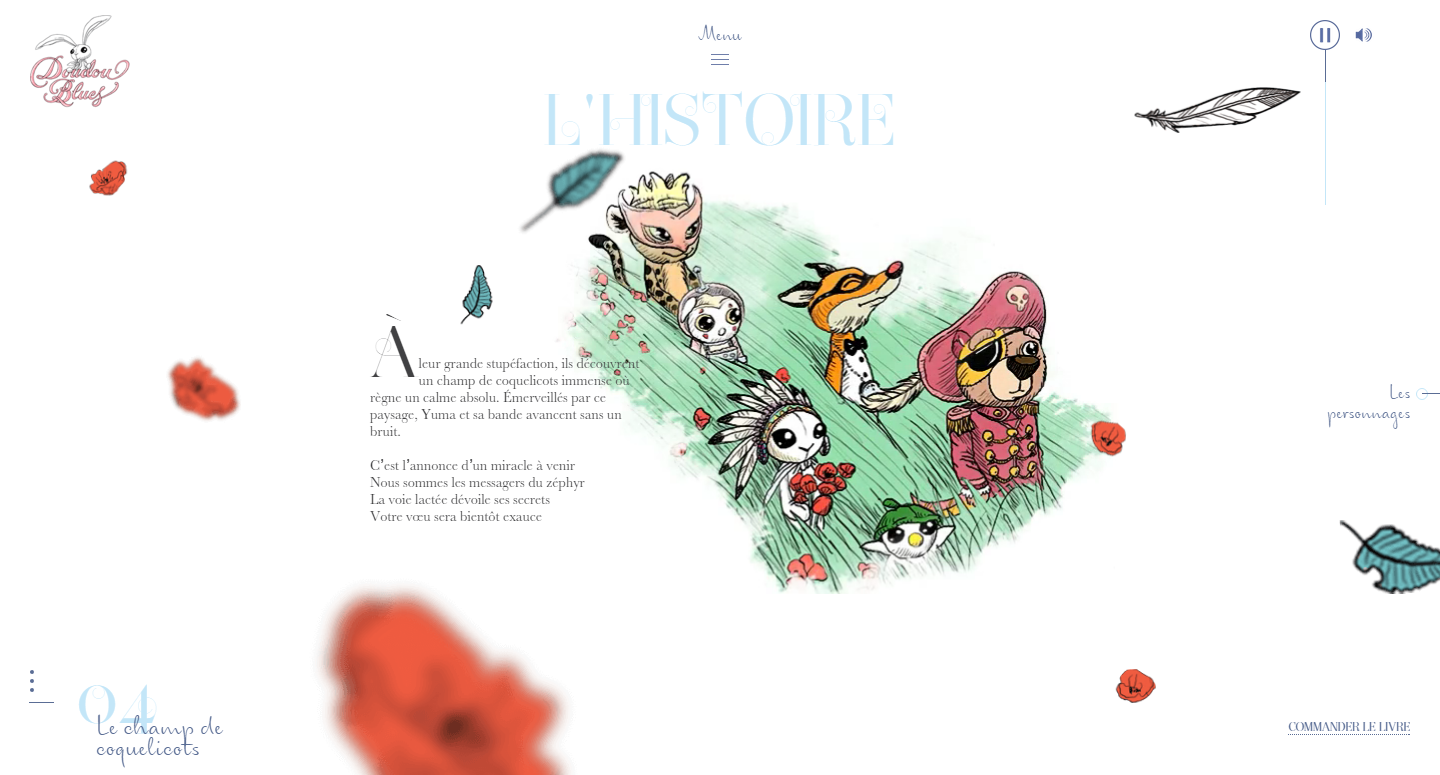 Doudou
Blues
Menu
L'HISTOIRE
À leur grande stupéfaction, ils découvrent
un champ de coquelicots immense où
règne un calme absolu. Émerveillés par ce
paysage, Yuma et sa bande avancent sans un
bruit.
C'est l'annonce d'un miracle à venir
Nous sommes les messagers du zéphyr
La voie lactée dévoile ses secrets
Votre vœu sera bientôt exauce
Les
personnages
04
Le champ de
coquelicots
COMMANDER LE LIVRE